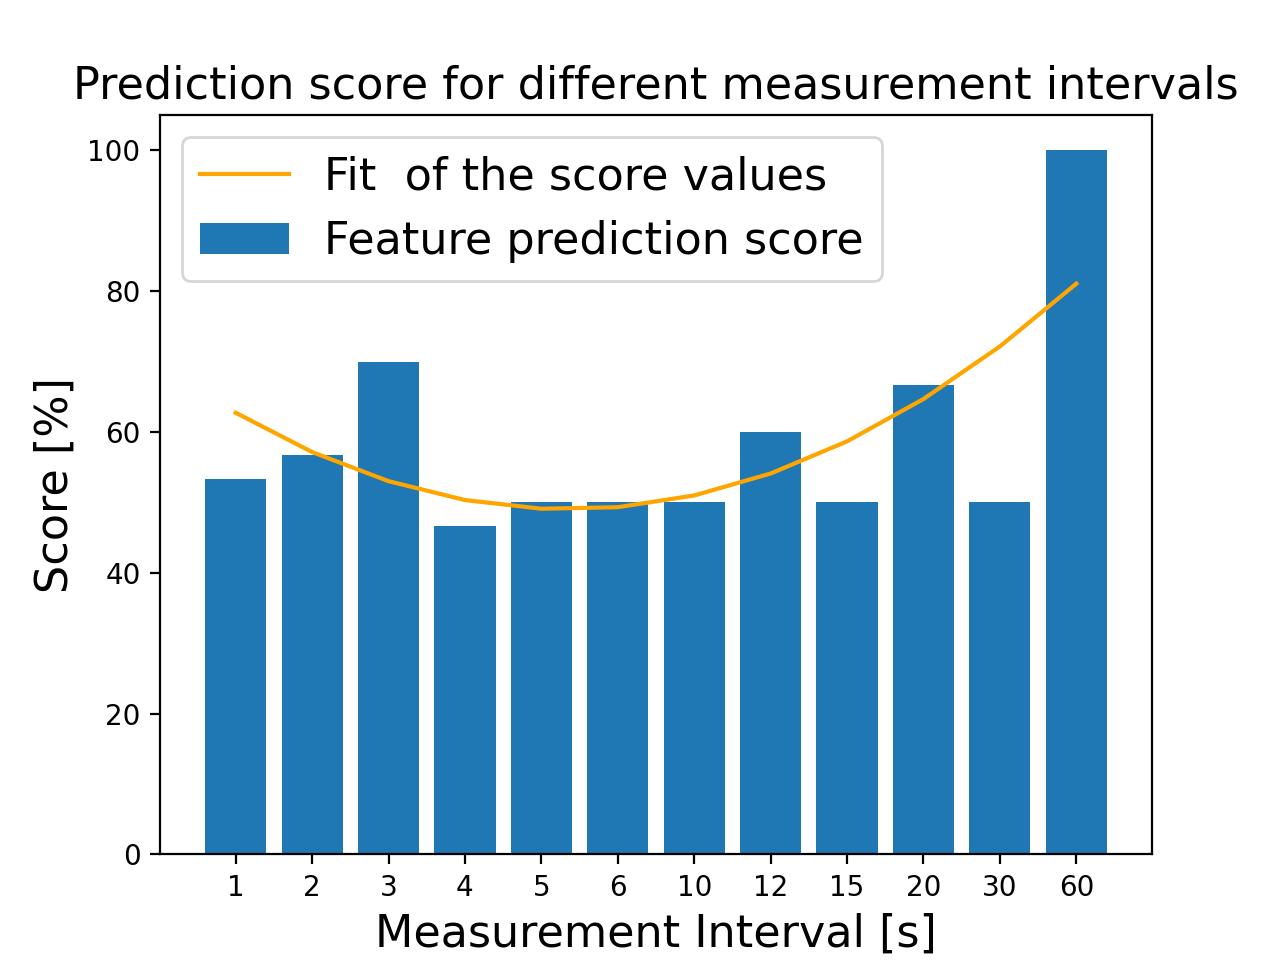 Prediction score for different measurement intervals
Fit  of the score values
Feature prediction score
Score [%]
100
80
60
40
20
0
1 2 3 4 5 6 10 12 15 20 30 60
Measurement Interval [s]